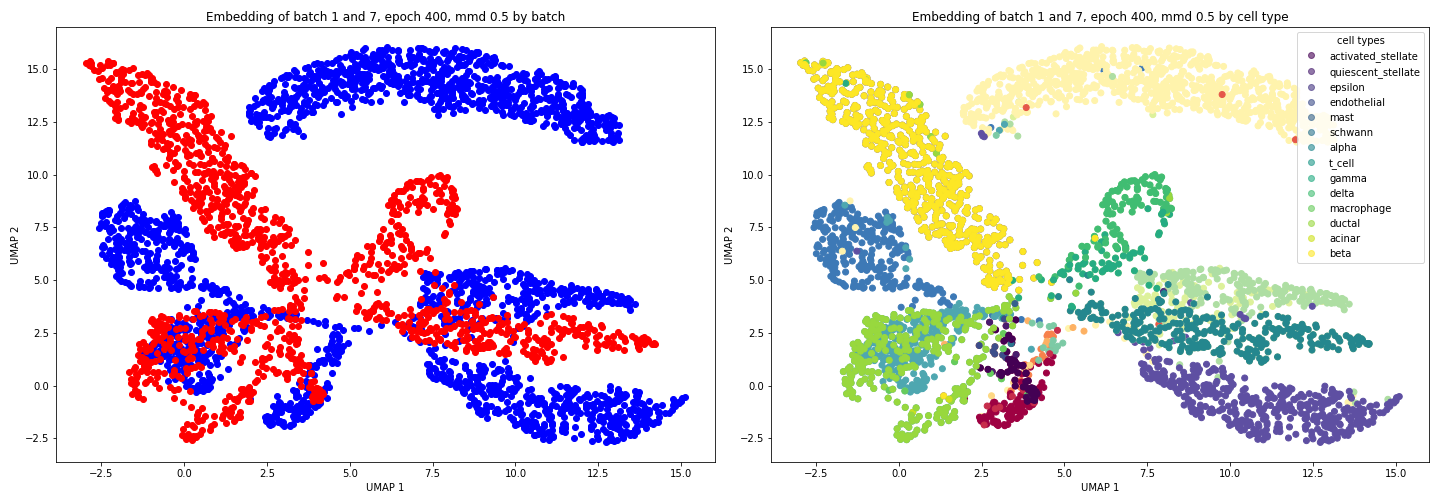 Embedding of batch 1 and 7, epoch 400, mmd 0.5 by batch
15.0
12.5
10.0
7.5
5.0
2.5
0.0
−2.5
UMAP 2
−2.5
0.0
2.5
5.0
7.5
10.0
12.5
15.0
UMAP 1
Embedding of batch 1 and 7, epoch 400, mmd 0.5 by cell type
15.0
12.5
10.0
7.5
5.0
2.5
0.0
−2.5
UMAP 2
−2.5
0.0
2.5
5.0
7.5
10.0
12.5
15.0
UMAP 1
cell types
activated_stellate
quiescent_stellate
epsilon
endothelial
mast
schwann
alpha
t_cell
gamma
delta
macrophage
ductal
acinar
beta